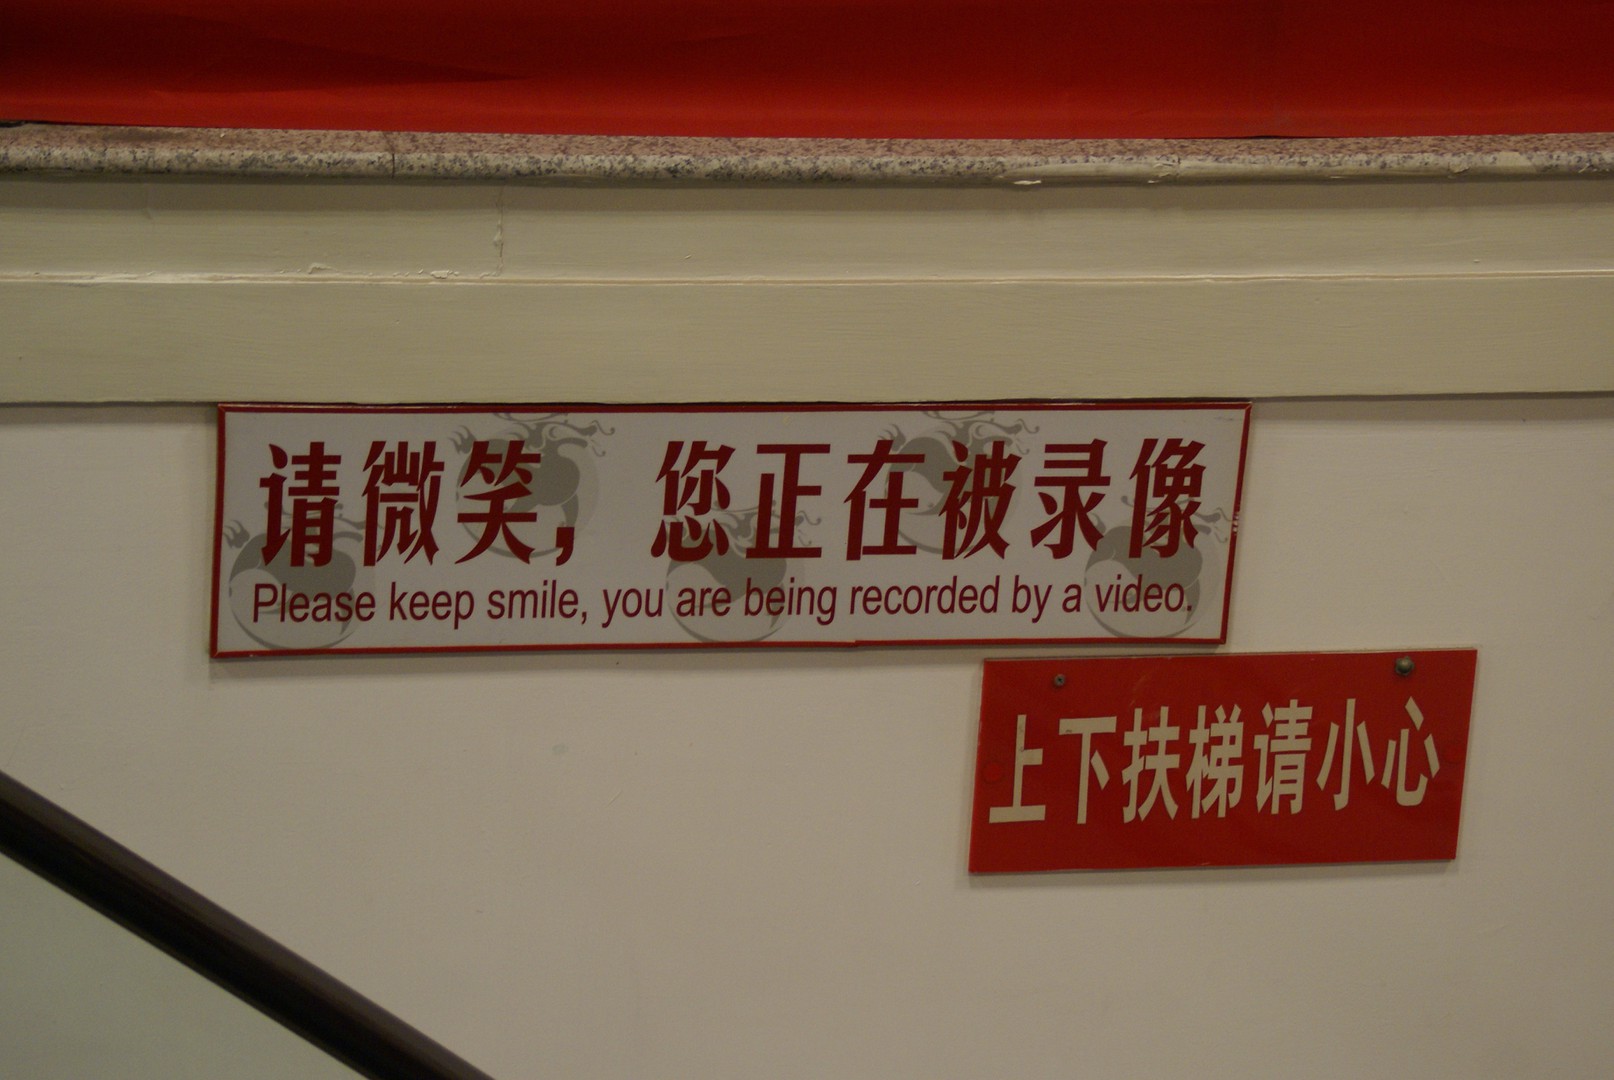 请微笑，您正在被录像
Please keep smile, you are being recorded by a video.
上下扶梯请小心